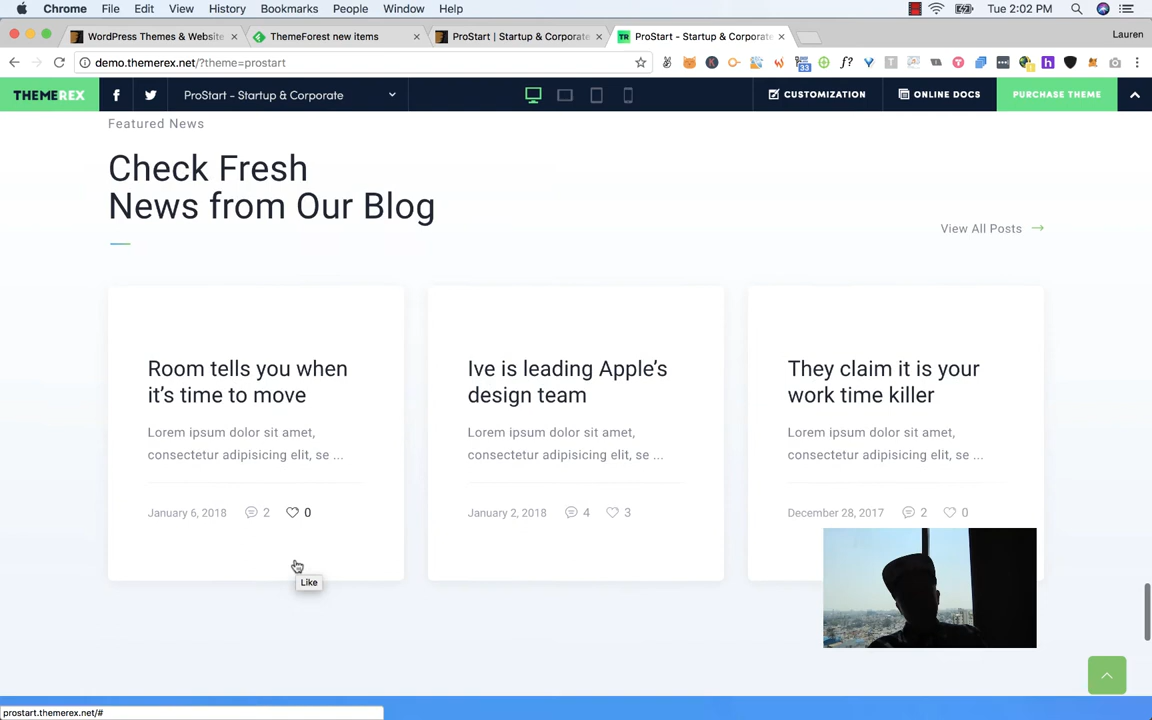 Chrome File Edit View History Bookmarks People Window Help Tue 2:02 PM
WordPress Themes & Website ThemeForest new items ProStart | Startup & Corporate ProStart - Startup & Corporate Lauren
demo.themerex.net/?theme=prostart 33
THEMEREX ProStart - Startup & Corporate CUSTOMIZATION ONLINE DOCS PURCHASE THEME
Featured News
Check Fresh
News from Our Blog
View All Posts
Room tells you when
it's time to move
Lorem ipsum dolor sit amet,
consectetur adipisicing elit, se ...
January 6, 2018 2 0
Like
Ive is leading Apple's
design team
Lorem ipsum dolor sit amet,
consectetur adipisicing elit, se ...
January 2, 2018 4 3
They claim it is your
work time killer
Lorem ipsum dolor sit amet,
consectetur adipisicing elit, se ...
December 28, 2017 2 0
prostart.themerex.net/#